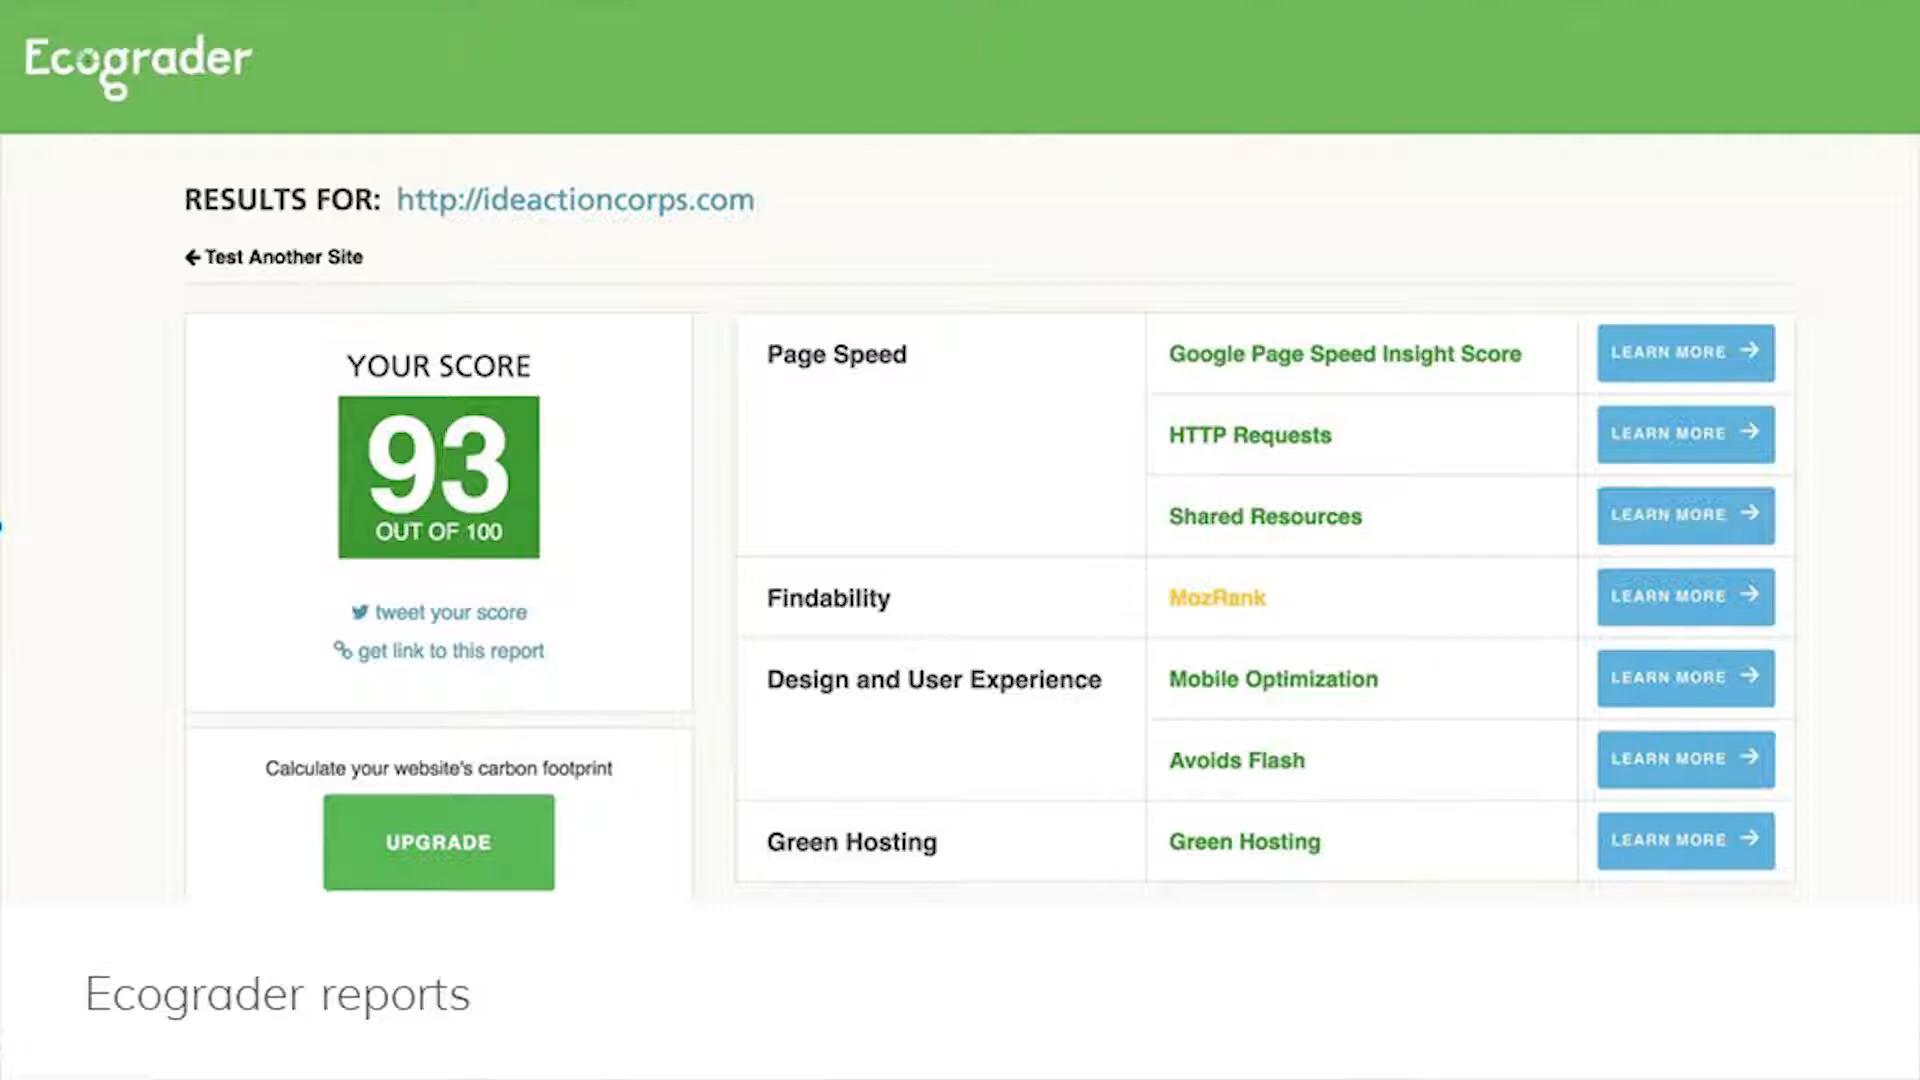 Ecograder
RESULTS FOR: http://ideactioncorps.com
Test Another Site
YOUR SCORE
93
OUT OF 100
tweet your score
get link to this report
Calculate your website's carbon footprint
UPGRADE
Page Speed
Google Page Speed Insight Score
LEARN MORE
HTTP Requests
LEARN MORE
Shared Resources
LEARN MORE
Findability
MozRank
LEARN MORE
Design and User Experience
Mobile Optimization
LEARN MORE
Avoids Flash
LEARN MORE
Green Hosting
Green Hosting
LEARN MORE
Ecograder reports